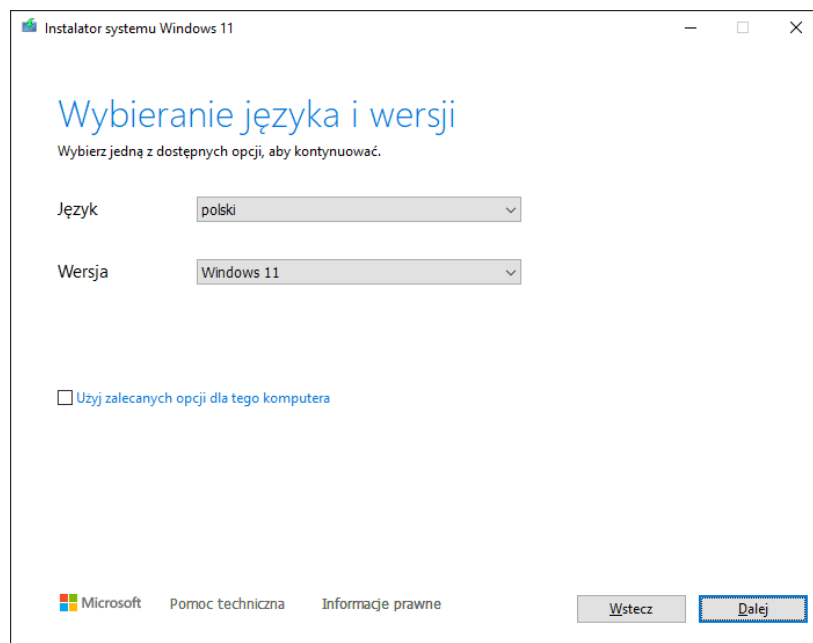 Instalator systemu Windows 11
Wybieranie języka i wersji
Wybierz jedną z dostępnych opcji, aby kontynuować.
Język polski
Wersja Windows 11
Użyj zalecanych opcji dla tego komputera
Microsoft Pomoc techniczna Informacje prawne Wstecz Dalej